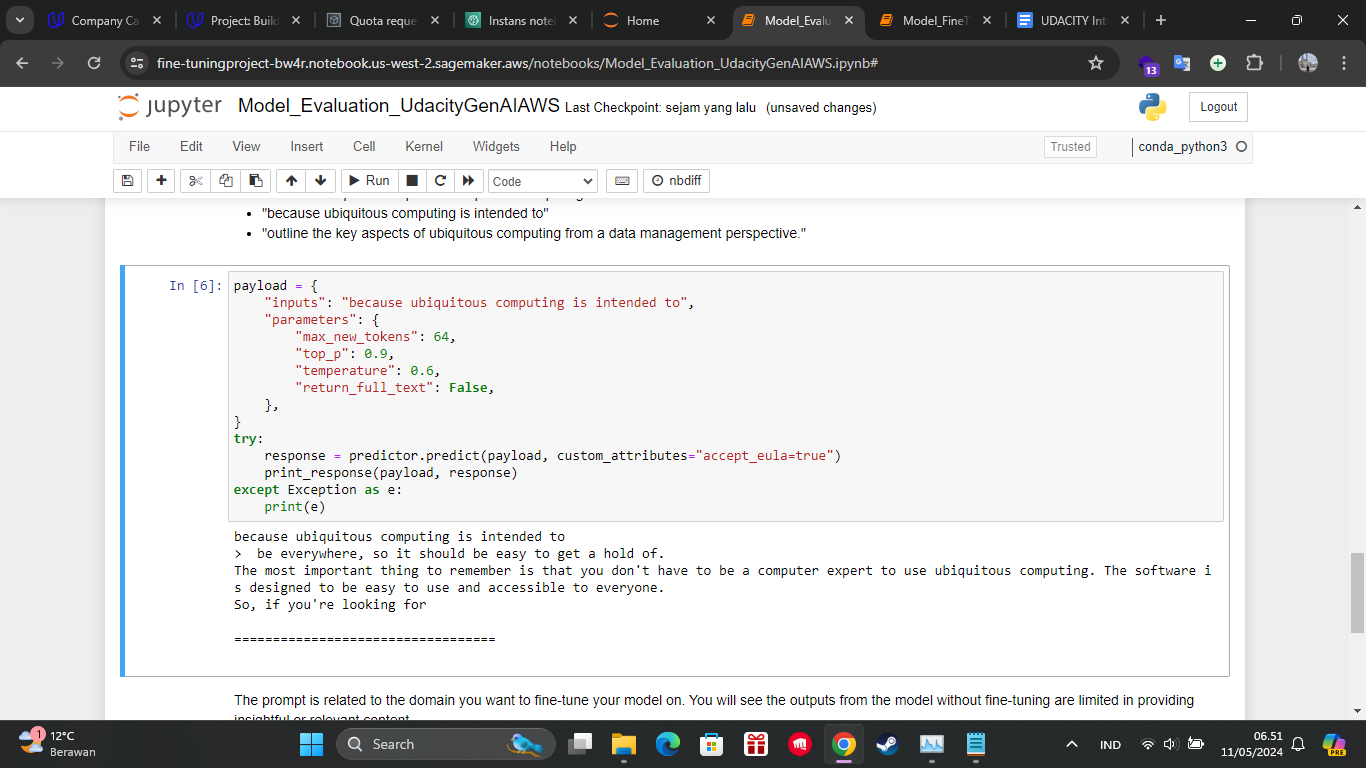 Company Ca
Project: Build
Quota reque
Instans note
Home
Model_Evalu
Model_FineT
UDACITY Int
fine-tuningproject-bw4r.notebook.us-west-2.sagemaker.aws/notebooks/Model_Evaluation_UdacityGenAIAWS.ipynb#
13
jupyter Model_Evaluation_UdacityGenAIAWS Last Checkpoint: sejam yang lalu (unsaved changes)
Logout
File Edit View Insert Cell Kernel Widgets Help
Trusted
conda_python3
Run
Code
nbdiff
"because ubiquitous computing is intended to"
"outline the key aspects of ubiquitous computing from a data management perspective."
In [6]:
payload = {
"inputs": "because ubiquitous computing is intended to",
"parameters": {
"max_new_tokens": 64,
"top_p": 0.9,
"temperature": 0.6,
"return_full_text": False,
},
}
try:
response = predictor.predict(payload, custom_attributes="accept_eula=true")
print_response(payload, response)
except Exception as e:
print(e)
because ubiquitous computing is intended to
> be everywhere, so it should be easy to get a hold of.
The most important thing to remember is that you don't have to be a computer expert to use ubiquitous computing. The software i
s designed to be easy to use and accessible to everyone.
So, if you're looking for
==================================
The prompt is related to the domain you want to fine-tune your model on. You will see the outputs from the model without fine-tuning are limited in providing
insightful or relevant content.
1
12°C
Berawan
Search
IND
06.51
11/05/2024
PRE